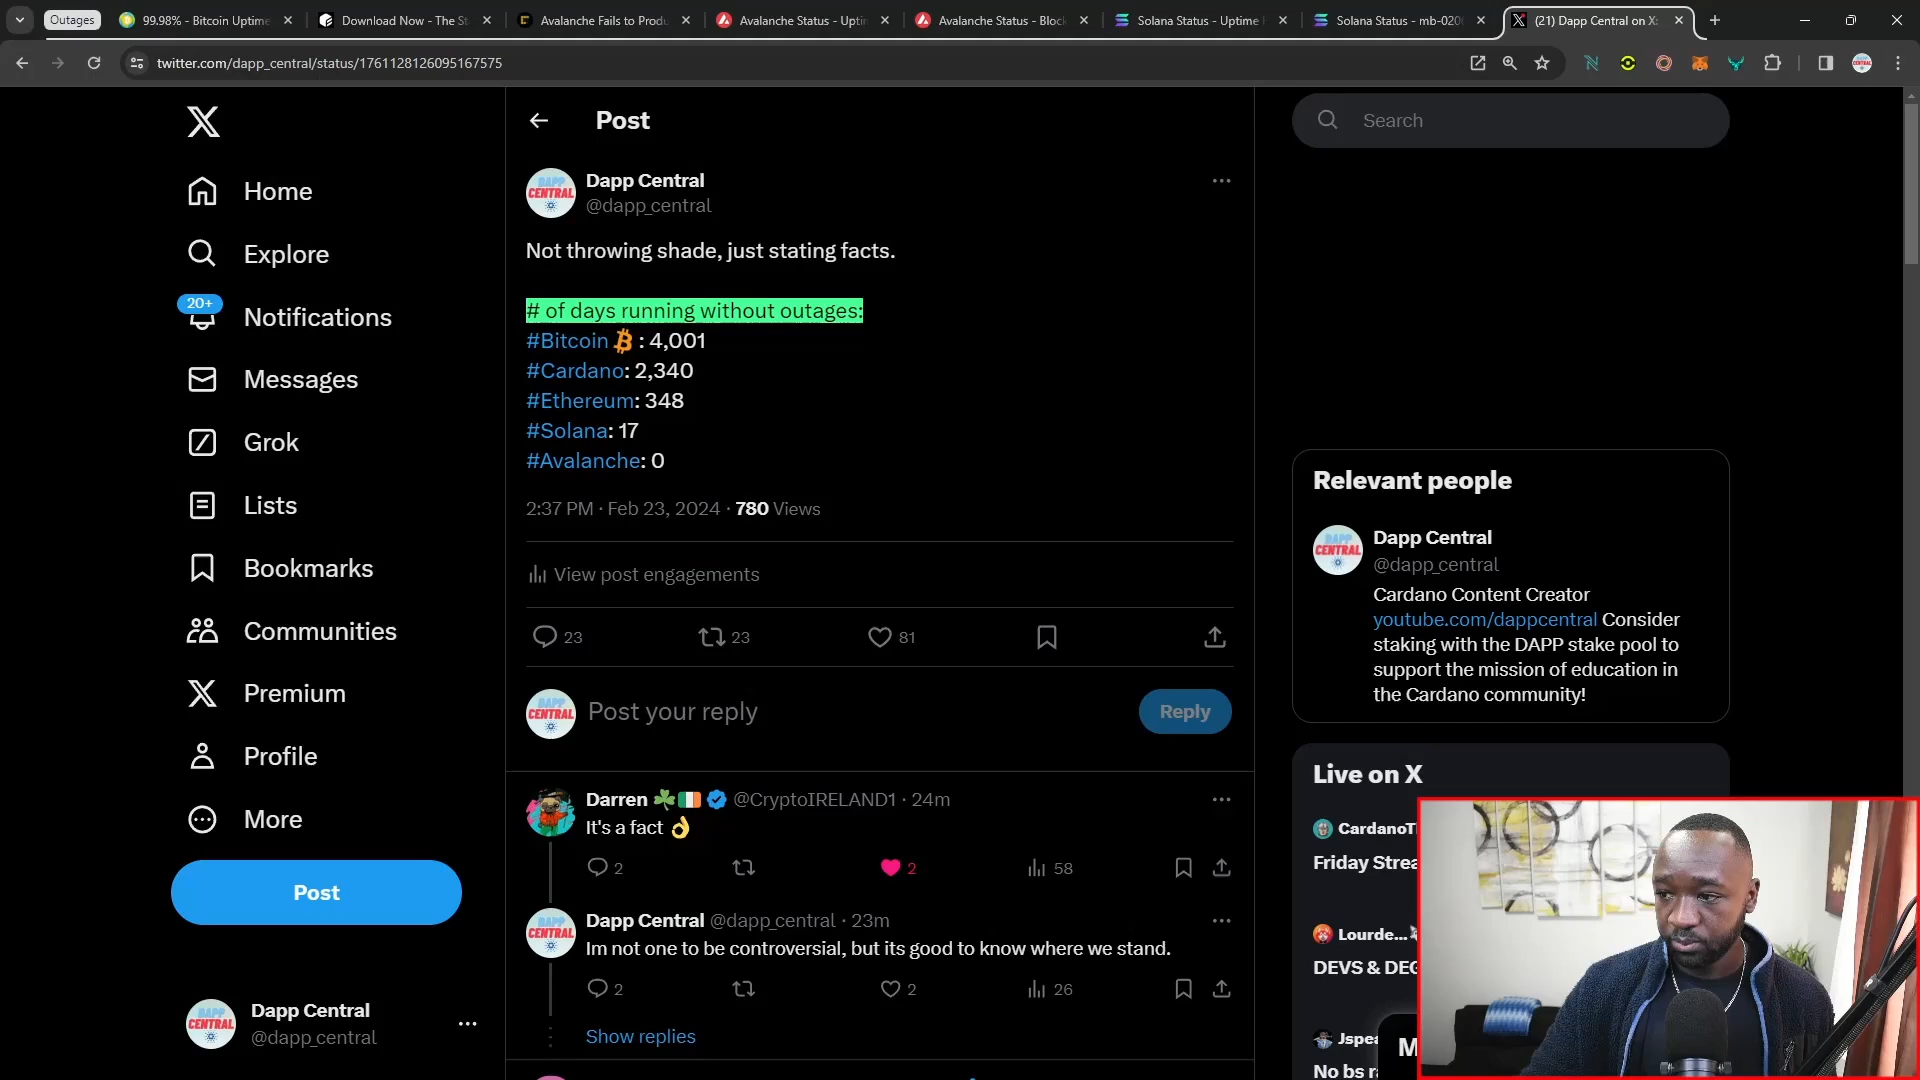 Outages
99.98% - Bitcoin Uptime
Download Now - The St
Avalanche Fails to Produ
Avalanche Status - Uptin
Avalanche Status - Block
Solana Status - Uptime
Solana Status - mb-020
(21) Dapp Central on X:
twitter.com/dapp_central/status/1761128126095167575
Home
Explore
20+
Notifications
Messages
Grok
Lists
Bookmarks
Communities
Premium
Profile
More
Post
Dapp Central
@dapp_central
Post
Dapp Central
@dapp_central
Not throwing shade, just stating facts.
# of days running without outages:
#Bitcoin : 4,001
#Cardano: 2,340
#Ethereum: 348
#Solana: 17
#Avalanche: 0
2:37 PM · Feb 23, 2024 · 780 Views
View post engagements
23
23
81
DAPP CENTRAL
Post your reply
Reply
Darren ☘️🇮🇪 @CryptoIRELAND1 · 24m
It's a fact 👌
2
2
58
Dapp Central @dapp_central · 23m
Im not one to be controversial, but its good to know where we stand.
2
2
26
Show replies
Search
Relevant people
Dapp Central
@dapp_central
Cardano Content Creator
youtube.com/dappcentral Consider
staking with the DAPP stake pool to
support the mission of education in
the Cardano community!
Live on X
CardanoT
Friday Strea
Lourde...
DEVS & DEG
Jspea
No bs ra
M